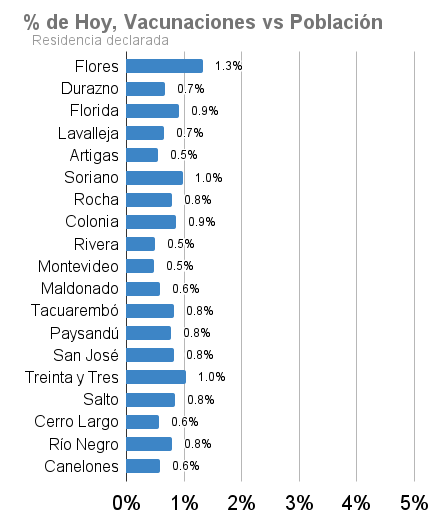 % de Hoy, Vacunaciones vs Población
Residencia declarada
Flores 1.3%
Durazno 0.7%
Florida 0.9%
Lavalleja 0.7%
Artigas 0.5%
Soriano 1.0%
Rocha 0.8%
Colonia 0.9%
Rivera 0.5%
Montevideo 0.5%
Maldonado 0.6%
Tacuarembó 0.8%
Paysandú 0.8%
San José 0.8%
Treinta y Tres 1.0%
Salto 0.8%
Cerro Largo 0.6%
Río Negro 0.8%
Canelones 0.6%
0% 1% 2% 3% 4% 5%